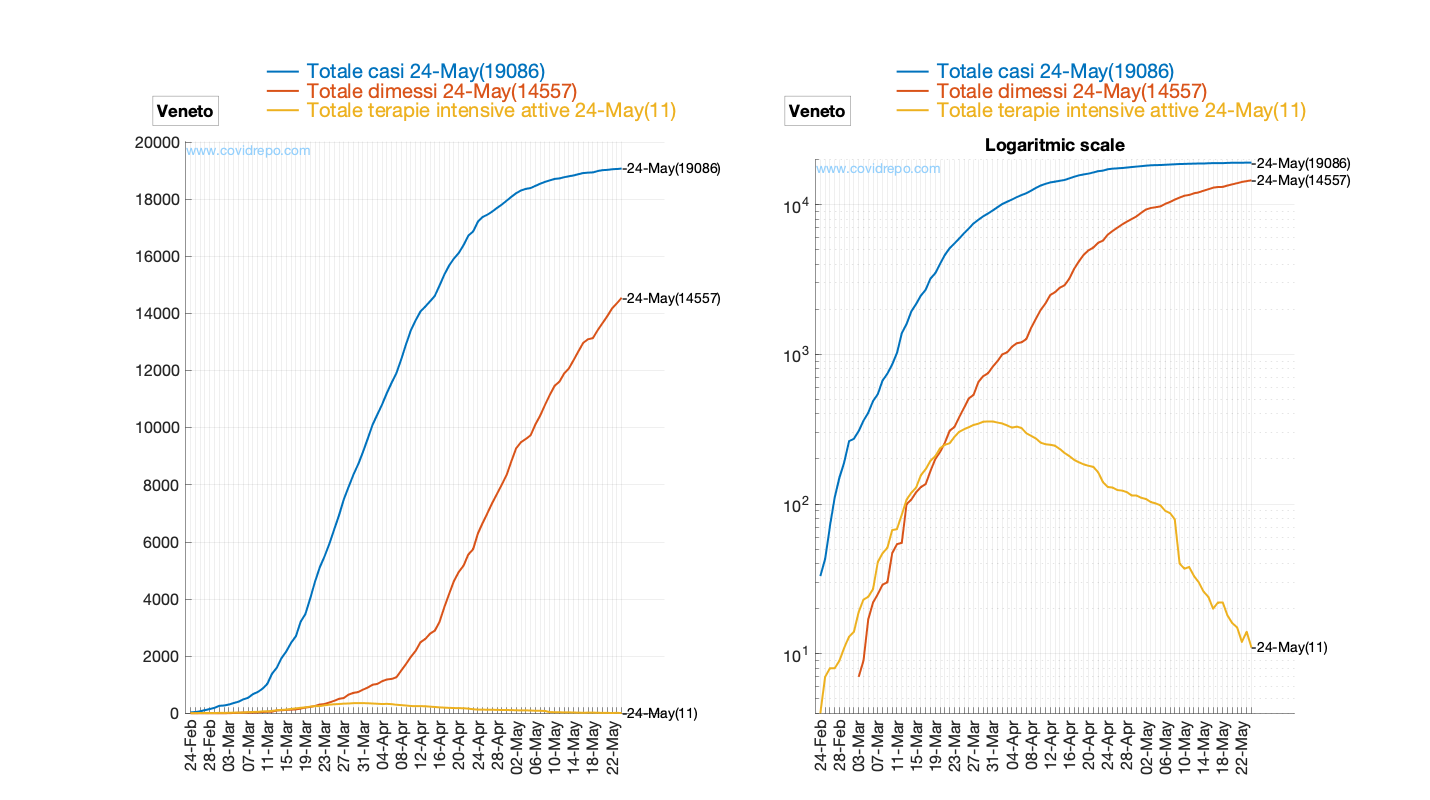 Totale casi 24-May(19086)
Totale dimessi 24-May(14557)
Totale terapie intensive attive 24-May(11)
Veneto
www.covidrepo.com
20000
18000
16000
14000
12000
10000
8000
6000
4000
2000
0
-24-May(19086)
-24-May(14557)
-24-May(11)
24-Feb
28-Feb
03-Mar
07-Mar
11-Mar
15-Mar
19-Mar
23-Mar
27-Mar
31-Mar
04-Apr
08-Apr
12-Apr
16-Apr
20-Apr
24-Apr
28-Apr
02-May
06-May
10-May
14-May
18-May
22-May
Totale casi 24-May(19086)
Totale dimessi 24-May(14557)
Totale terapie intensive attive 24-May(11)
Veneto
Logaritmic scale
www.covidrepo.com
10^4
10^3
10^2
10^1
-24-May(19086)
-24-May(14557)
-24-May(11)
24-Feb
28-Feb
03-Mar
07-Mar
11-Mar
15-Mar
19-Mar
23-Mar
27-Mar
31-Mar
04-Apr
08-Apr
12-Apr
16-Apr
20-Apr
24-Apr
28-Apr
02-May
06-May
10-May
14-May
18-May
22-May